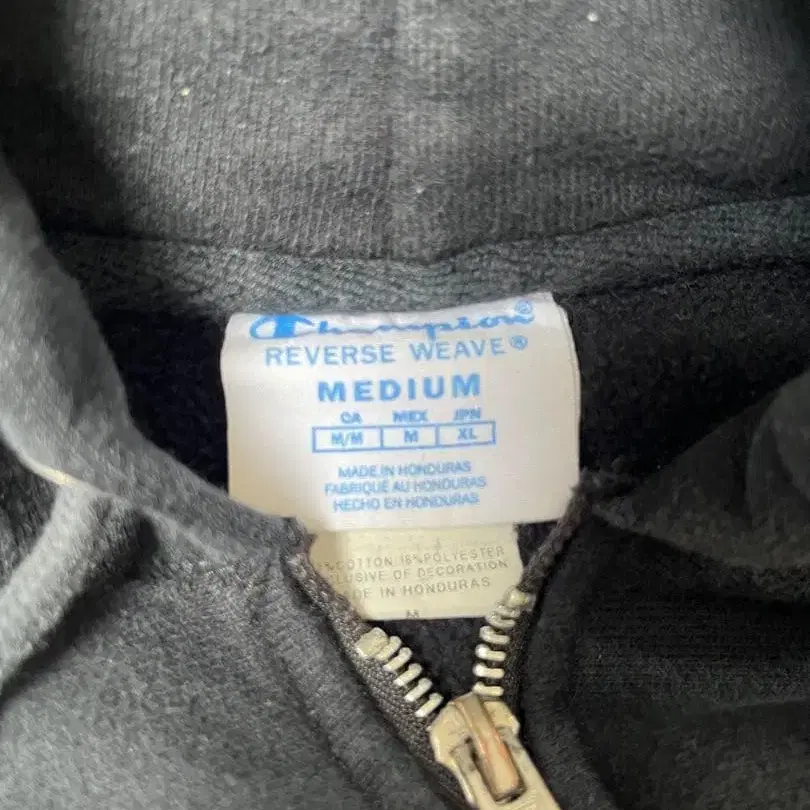 Champion®
REVERSE WEAVE®
MEDIUM
CA MEX JPN
M/M M XL
MADE IN HONDURAS
FABRIQUÉ AU HONDURAS
HECHO EN HONDURAS
%COTTON 18%POLYESTER
LUSIVE OF DECORATION
DE IN HONDURAS
M